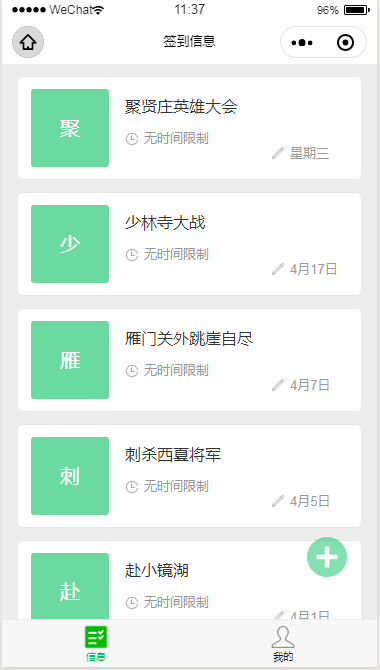 WeChat 11:37 96%
签到信息
聚
聚贤庄英雄大会
无时间限制
星期三
少
少林寺大战
无时间限制
4月17日
雁
雁门关外跳崖自尽
无时间限制
4月7日
刺
刺杀西夏将军
无时间限制
4月5日
赴
赴小镜湖
无时间限制
4月1日
信息 我的